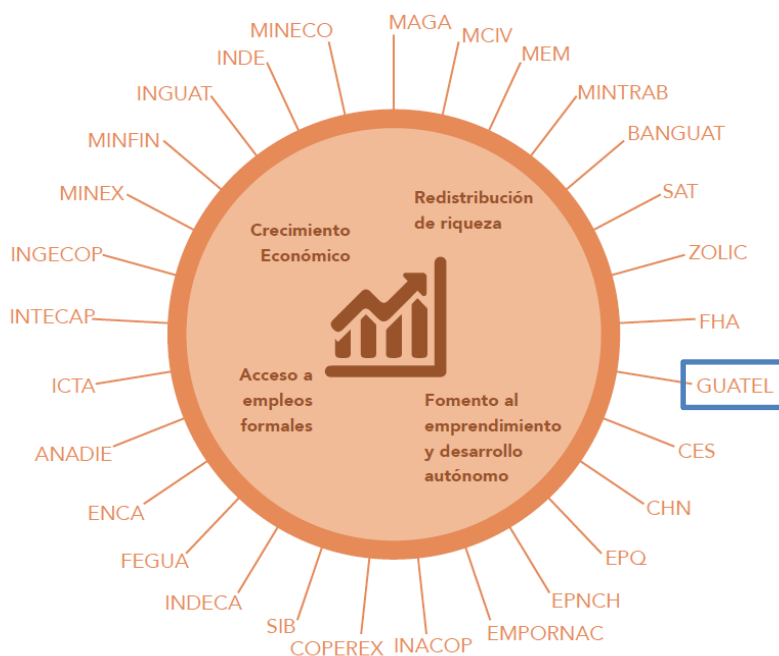 MAGA
MCIV
MEM
MINTRAB
BANGUAT
SAT
ZOLIC
FHA
GUATEL
CES
CHN
EPQ
EPNCH
EMPORNAC
INACOP
COPEREX
SIB
INDECA
FEGUA
ENCA
ANADIE
ICTA
INTECAP
INGECOP
MINEX
MINFIN
INGUAT
INDE
MINECO
Crecimiento
Económico
Redistribución
de riqueza
Acceso a
empleos
formales
Fomento al
emprendimiento
y desarrollo
autónomo